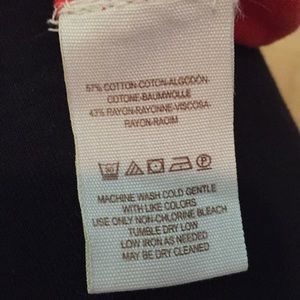 57% COTTON-COTON-ALGODÓN
COTONE-BAUMWOLLE
43% RAYON-RAYONNE-VISCOSA-
RAYON-RAOIM
MACHINE WASH COLD GENTLE
WITH LIKE COLORS
USE ONLY NON-CHLORINE BLEACH
TUMBLE DRY LOW
LOW IRON AS NEEDED
MAY BE DRY CLEANED